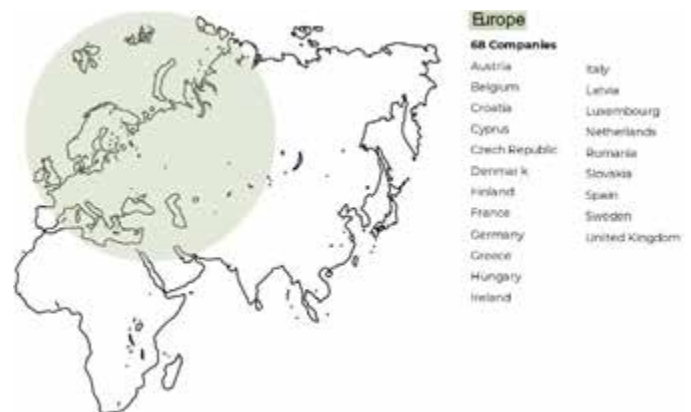 Europe
68 Companies
Austria
Belgium
Croatia
Cyprus
Czech Republic
Denmark
Finland
France
Germany
Greece
Hungary
Ireland
Italy
Latvia
Luxembourg
Netherlands
Rumania
Slovakia
Spain
Sweden
United Kingdom